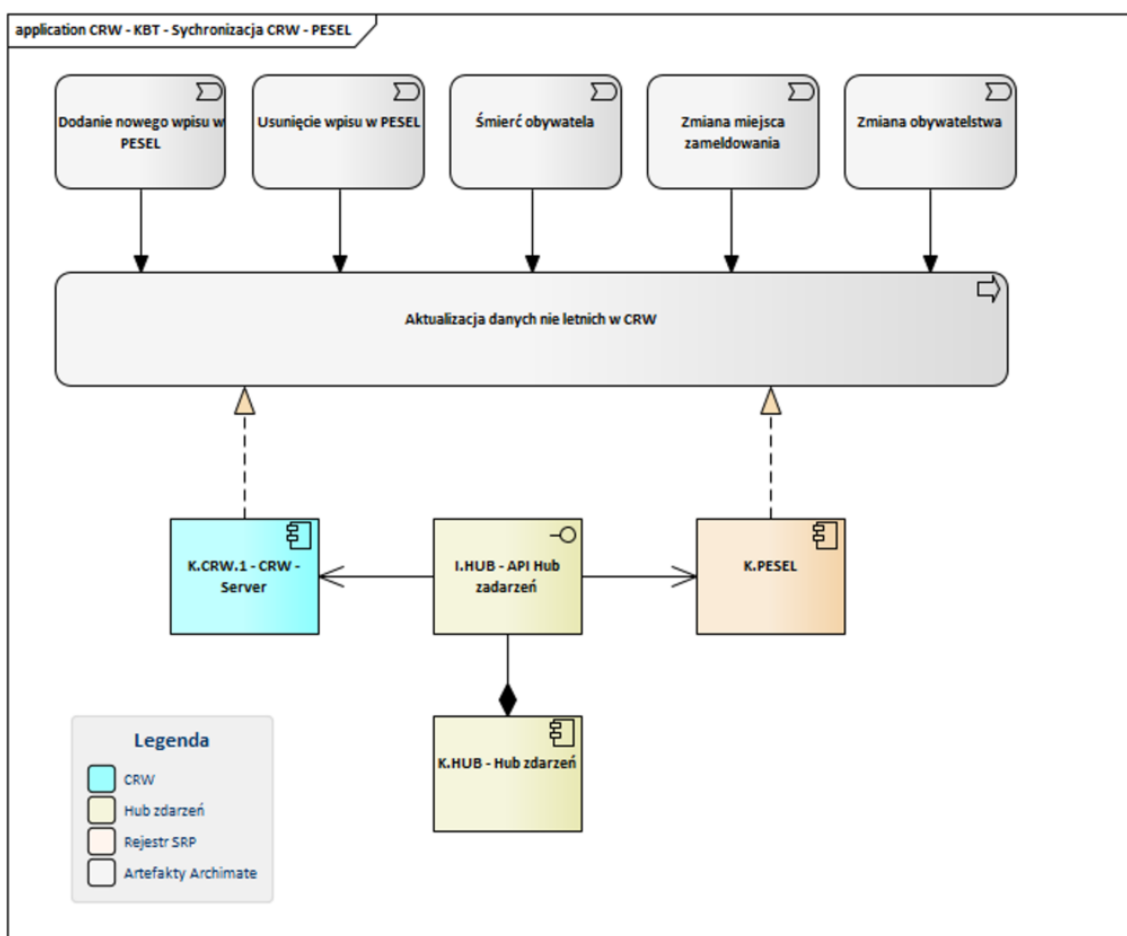 application CRW - KBT - Sychronizacja CRW - PESEL
Dodanie nowego wpisu w
PESEL
Usunięcie wpisu w PESEL
Śmierć obywatela
Zmiana miejsca
zameldowania
Zmiana obywatelstwa
Aktualizacja danych nie letnich w CRW
K.CRW.1 - CRW -
Server
I.HUB - API Hub
zadarzeń
K.PESEL
K.HUB - Hub zdarzeń
Legenda
CRW
Hub zdarzeń
Rejestr SRP
Artefakty Archimate